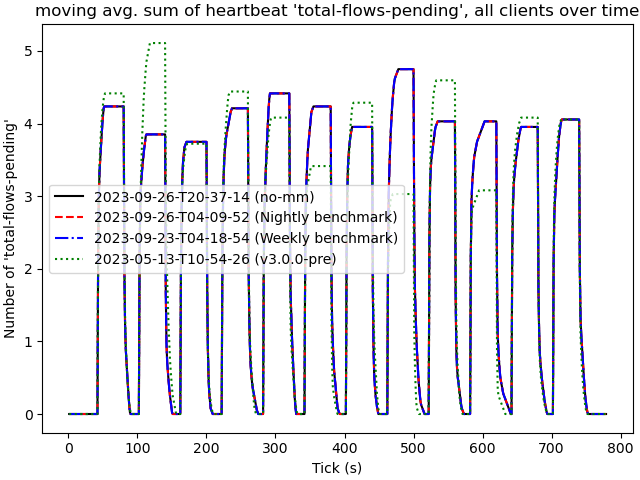 moving avg. sum of heartbeat 'total-flows-pending', all clients over time
Number of 'total-flows-pending'
5
4
3
2
1
0
2023-09-26-T20-37-14 (no-mm)
2023-09-26-T04-09-52 (Nightly benchmark)
2023-09-23-T04-18-54 (Weekly benchmark)
2023-05-13-T10-54-26 (v3.0.0-pre)
0 100 200 300 400 500 600 700 800
Tick (s)